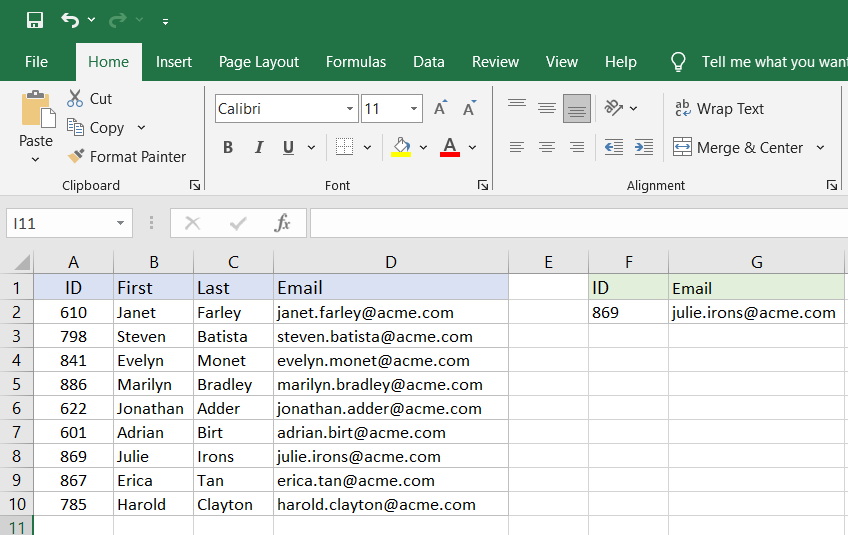 File Home Insert Page Layout Formulas Data Review View Help Tell me what you want
Paste
Cut
Copy
Format Painter
Clipboard
Calibri 11 A A
B I U A
Font
ab
c
Wrap Text
Merge & Center
Alignment
I11 fx
A B C D E F G
1 ID First Last Email ID Email
2 610 Janet Farley janet.farley@acme.com 869 julie.irons@acme.com
3 798 Steven Batista steven.batista@acme.com
4 841 Evelyn Monet evelyn.monet@acme.com
5 886 Marilyn Bradley marilyn.bradley@acme.com
6 622 Jonathan Adder jonathan.adder@acme.com
7 601 Adrian Birt adrian.birt@acme.com
8 869 Julie Irons julie.irons@acme.com
9 867 Erica Tan erica.tan@acme.com
10 785 Harold Clayton harold.clayton@acme.com
11